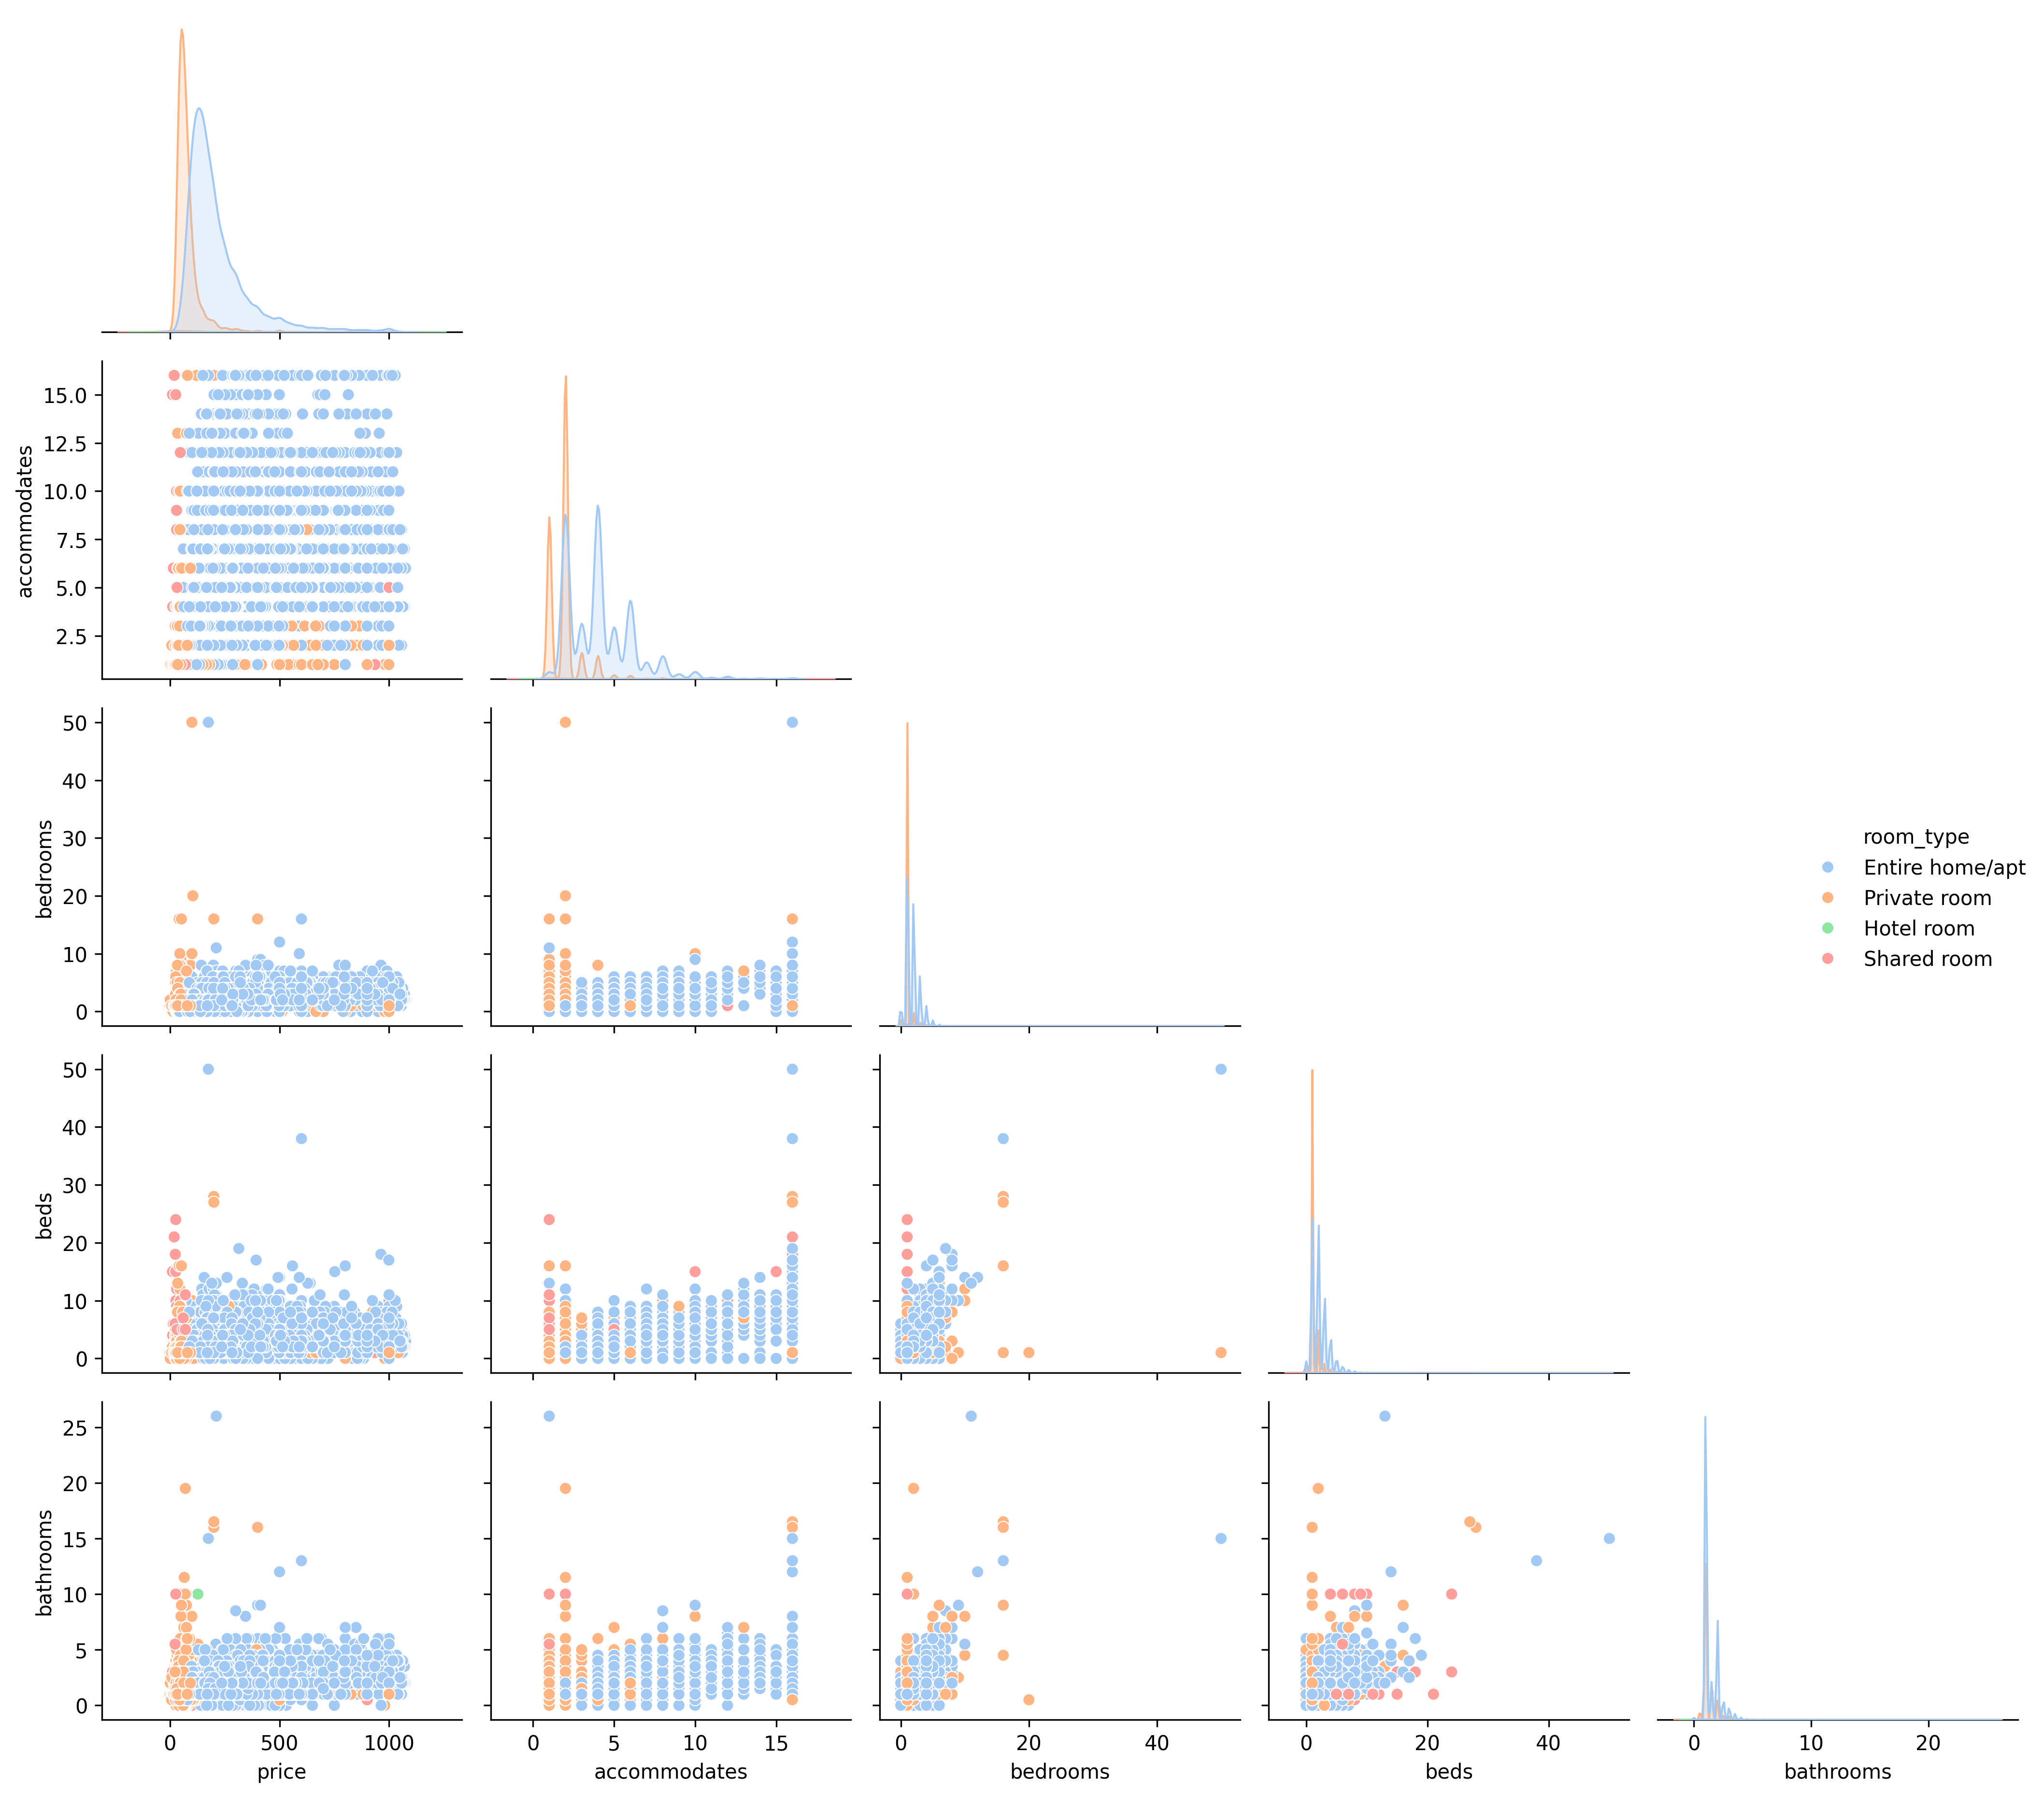 15.0
12.5
10.0
7.5
5.0
2.5
accommodates
50
40
30
20
10
0
bedrooms
room_type
Entire home/apt
Private room
Hotel room
Shared room
50
40
30
20
10
0
beds
25
20
15
10
5
0
bathrooms
0 500 1000
0 5 10 15
0 20 40
0 20 40
0 10 20
price
accommodates
bedrooms
beds
bathrooms